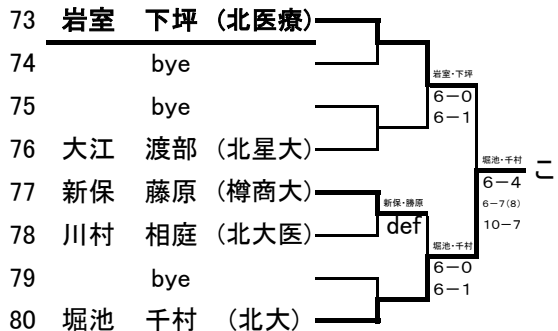 73 岩室 下坪 (北医療)
74 bye
75 bye
76 大江 渡部 (北星大)
77 新保 藤原 (樽商大)
78 川村 相庭 (北大医)
79 bye
80 堀池 千村 (北大)
岩室・下坪
6-0
6-1
新保・勝原
def
堀池・千村
6-0
6-1
堀池・千村
6-4
6-7(8)
10-7
こ